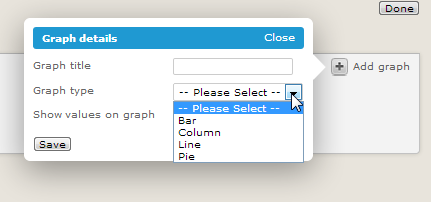 Done
Graph details Close
Graph title
Add graph
Graph type -- Please Select --
-- Please Select --
Show values on graph
Bar
Column
Line
Pie
Save